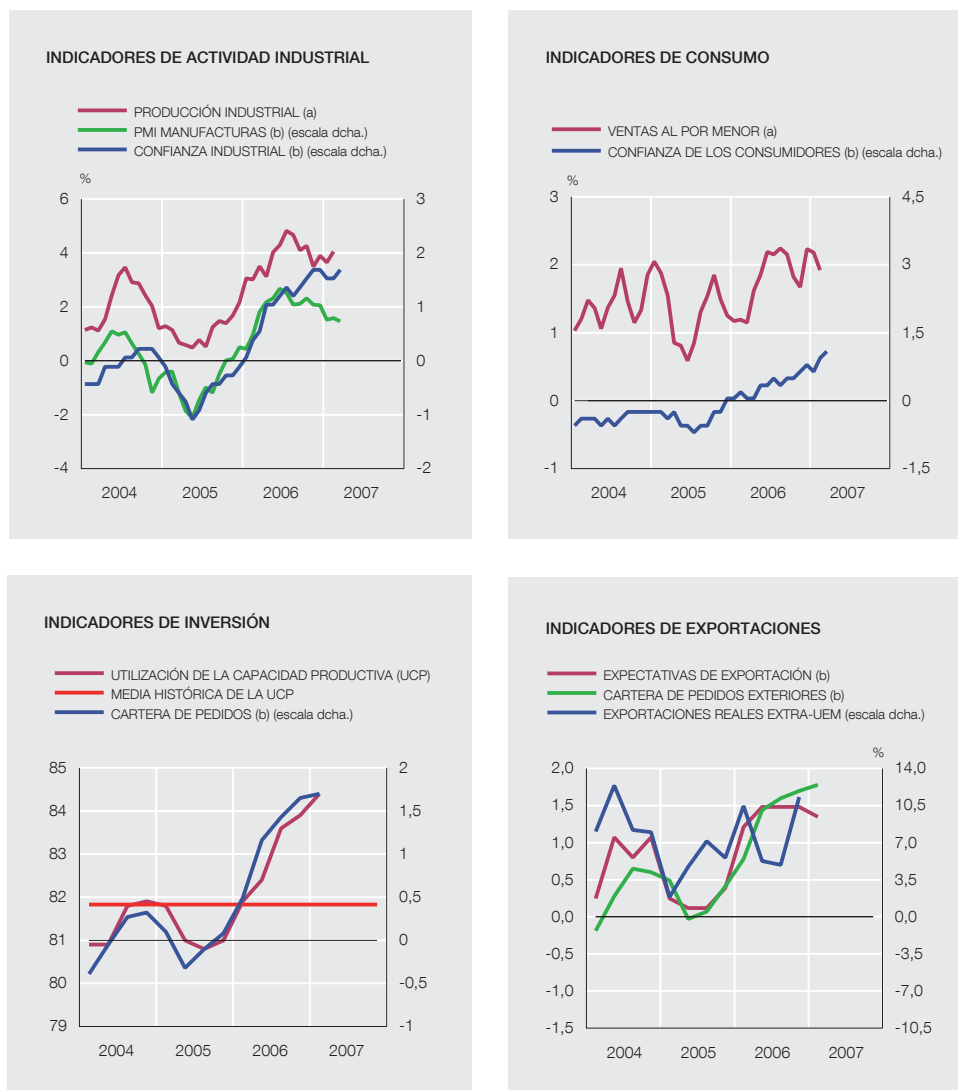 INDICADORES DE ACTIVIDAD INDUSTRIAL
PRODUCCIÓN INDUSTRIAL (a)
PMI MANUFACTURAS (b) (escala dcha.)
CONFIANZA INDUSTRIAL (b) (escala dcha.)
%
6 3
4 2
2 1
0 0
-2 -1
-4 -2
2004 2005 2006 2007
INDICADORES DE CONSUMO
VENTAS AL POR MENOR (a)
CONFIANZA DE LOS CONSUMIDORES (b) (escala dcha.)
%
3 4,5
2 3
1 1,5
0 0
-1 -1,5
2004 2005 2006 2007
INDICADORES DE INVERSIÓN
UTILIZACIÓN DE LA CAPACIDAD PRODUCTIVA (UCP)
MEDIA HISTÓRICA DE LA UCP
CARTERA DE PEDIDOS (b) (escala dcha.)
85 2
84 1,5
83 1
82 0,5
81 0
80 -0,5
79 -1
2004 2005 2006 2007
INDICADORES DE EXPORTACIONES
EXPECTATIVAS DE EXPORTACIÓN (b)
CARTERA DE PEDIDOS EXTERIORES (b)
EXPORTACIONES REALES EXTRA-UEM (escala dcha.)
%
2,0 14,0
1,5 10,5
1,0 7,0
0,5 3,5
0,0 0,0
-0,5 -3,5
-1,0 -7,0
-1,5 -10,5
2004 2005 2006 2007